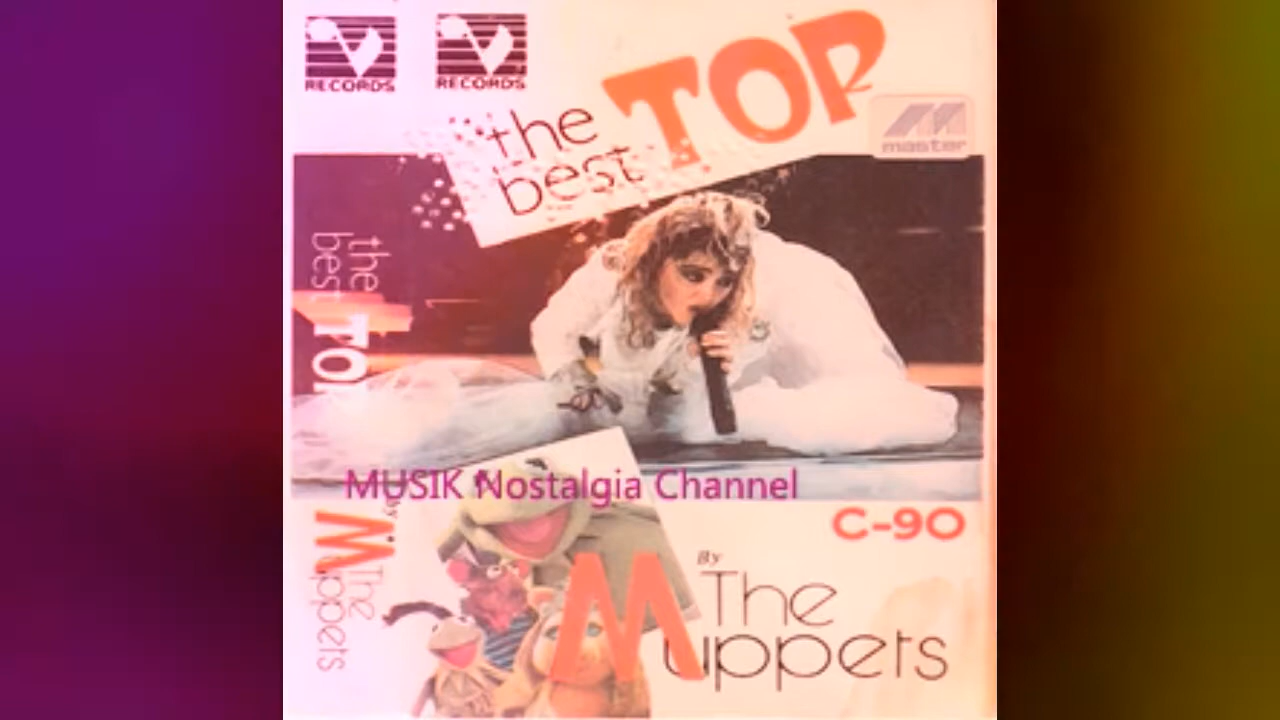 RECORDS
RECORDS
the
best TOP
master
the
best TOP
by The
Muppets
MUSIK Nostalgia Channel
C-90
By
The
Muppets